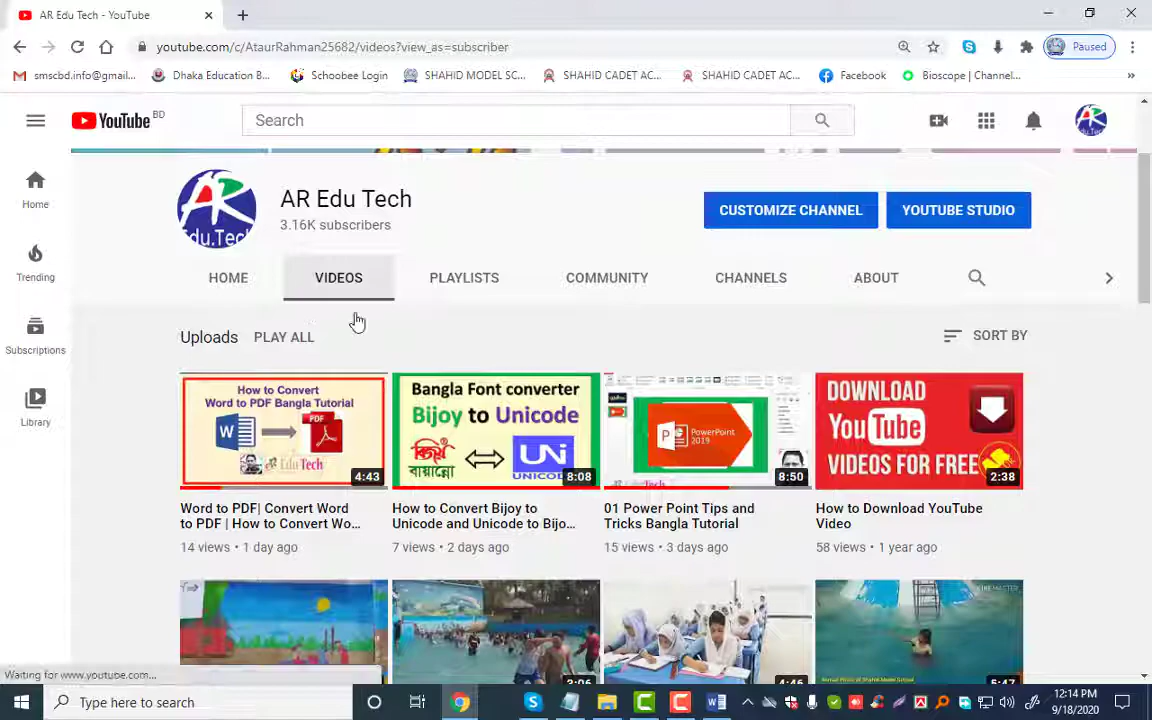 AR Edu Tech - YouTube
youtube.com/c/AtaurRahman25682/videos?view_as=subscriber
Paused
smscbd.info@gmail...
Dhaka Education B...
Schoobee Login
SHAHID MODEL SC...
SHAHID CADET AC...
SHAHID CADET AC...
Facebook
Bioscope | Channel...
YouTube BD
Search
Home
Trending
Subscriptions
Library
AR
Edu.Tech
AR Edu Tech
3.16K subscribers
CUSTOMIZE CHANNEL
YOUTUBE STUDIO
HOME
VIDEOS
PLAYLISTS
COMMUNITY
CHANNELS
ABOUT
Uploads
PLAY ALL
SORT BY
How to Convert
Word to PDF Bangla Tutorial
W
PDF
EduTech
4:43
Bangla Font converter
Bijoy to Unicode
বিজয়
বায়ান্নো
UNi
UNICODE
8:08
PowerPoint
2019
8:50
DOWNLOAD
YouTube
VIDEOS FOR FREE
2:38
Word to PDF| Convert Word
to PDF | How to Convert Wo...
14 views • 1 day ago
How to Convert Bijoy to
Unicode and Unicode to Bijo...
7 views • 2 days ago
01 Power Point Tips and
Tricks Bangla Tutorial
15 views • 3 days ago
How to Download YouTube
Video
58 views • 1 year ago
Waiting for www.youtube.com...
Type here to search
12:14 PM
9/18/2020